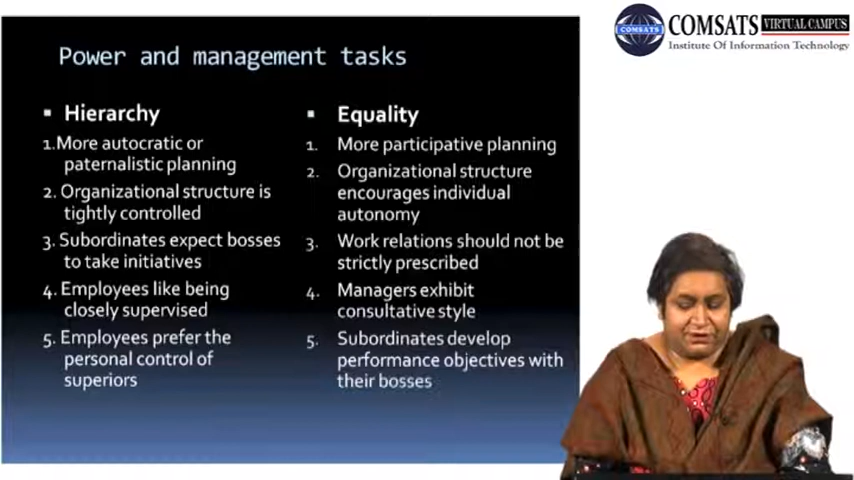 Power and management tasks
▪ Hierarchy
1.More autocratic or
paternalistic planning
2. Organizational structure is
tightly controlled
3. Subordinates expect bosses
to take initiatives
4. Employees like being
closely supervised
5. Employees prefer the
personal control of
superiors
▪ Equality
1. More participative planning
2. Organizational structure
encourages individual
autonomy
3. Work relations should not be
strictly prescribed
4. Managers exhibit
consultative style
5. Subordinates develop
performance objectives with
their bosses
COMSATS
COMSATS VIRTUAL CAMPUS
Institute Of Information Technology